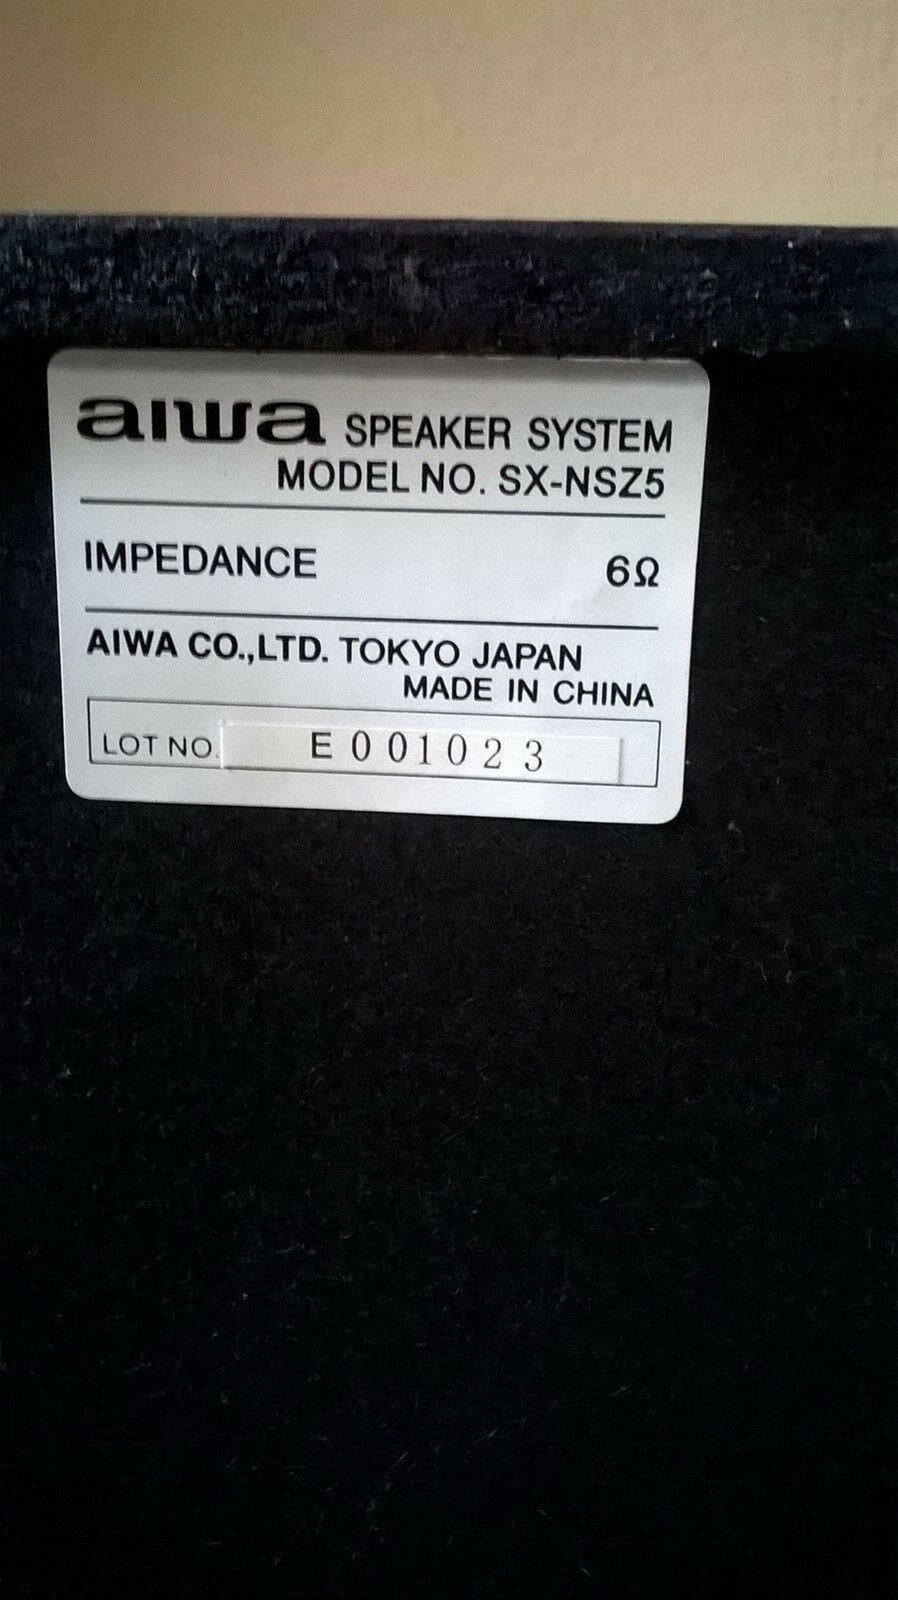 aiwa SPEAKER SYSTEM
MODEL NO. SX-NSZ5
IMPEDANCE 6Ω
AIWA CO.,LTD. TOKYO JAPAN
MADE IN CHINA
LOT NO. E001023